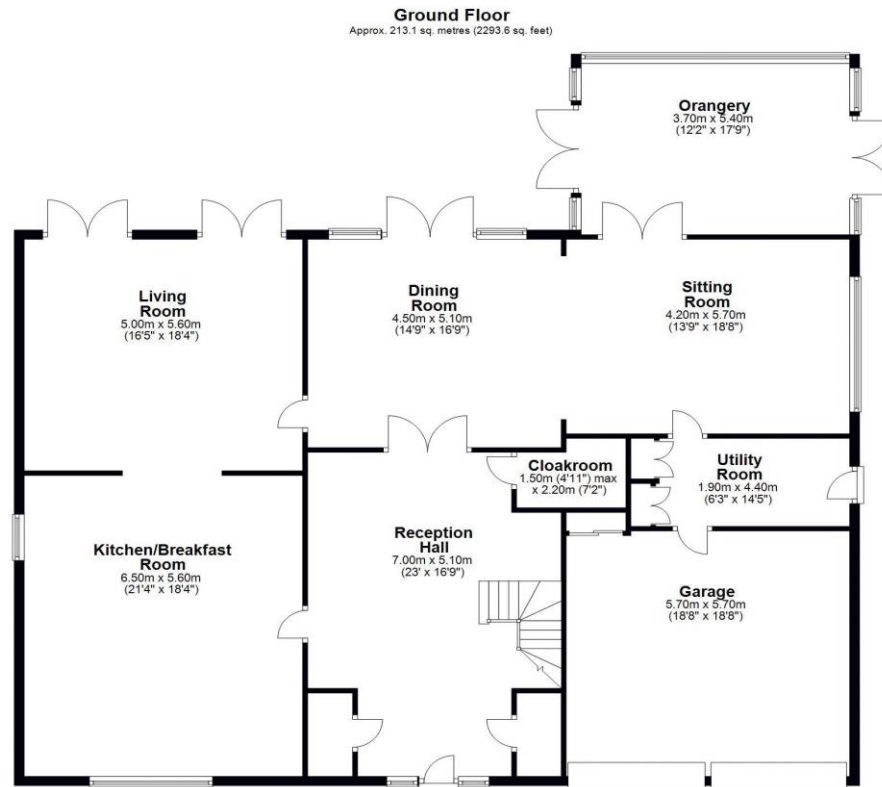 Ground Floor
Approx. 213.1 sq. metres (2293.6 sq. feet)
Orangery
3.70m x 5.40m
(12'2" x 17'9")
Living
Room
5.00m x 5.60m
(16'5" x 18'4")
Dining
Room
4.50m x 5.10m
(14'9" x 16'9")
Sitting
Room
4.20m x 5.70m
(13'9" x 18'8")
Cloakroom
1.50m (4'11") max
x 2.20m (7'2")
Utility
Room
1.90m x 4.40m
(6'3" x 14'5")
Kitchen/Breakfast
Room
6.50m x 5.60m
(21'4" x 18'4")
Reception
Hall
7.00m x 5.10m
(23' x 16'9")
Garage
5.70m x 5.70m
(18'8" x 18'8")